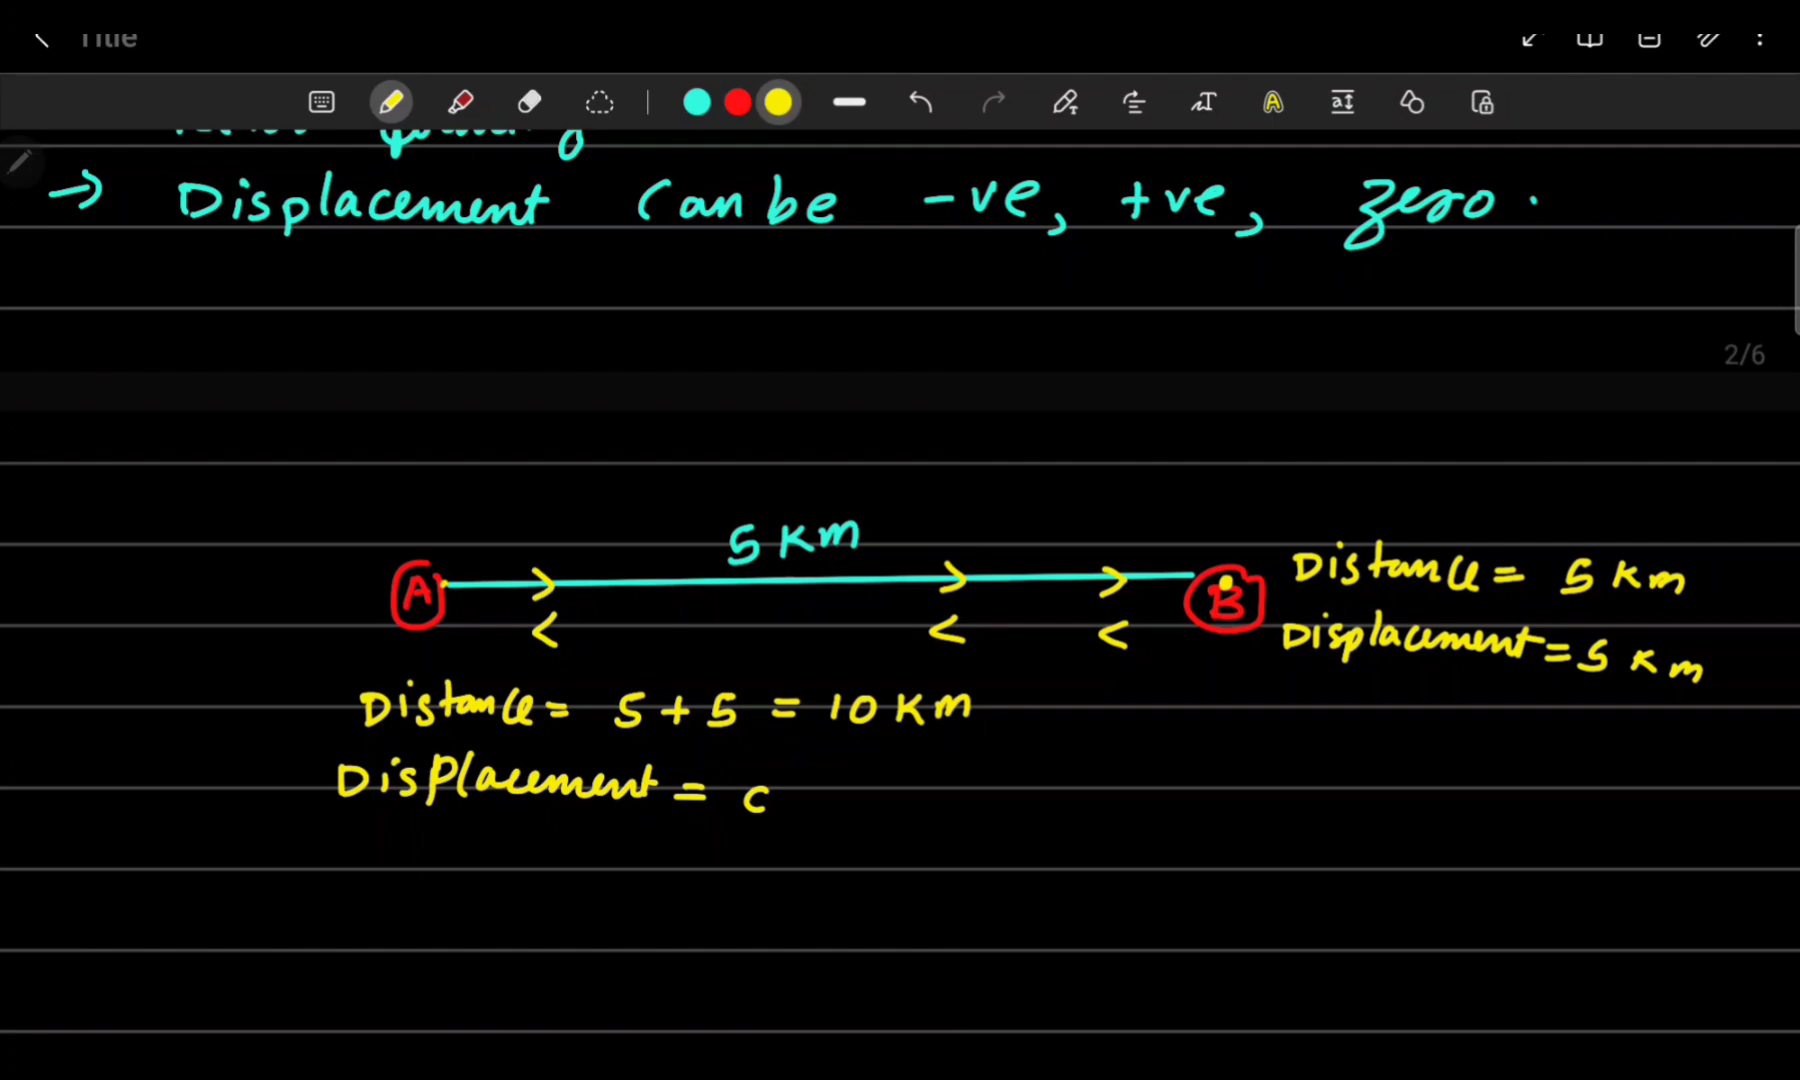 Title
→ Displacement can be -ve, +ve, zero.
2/6
5 Km
A
B
Distance = 5 Km
Displacement = 5 Km
Distance = 5 + 5 = 10 Km
Displacement = c